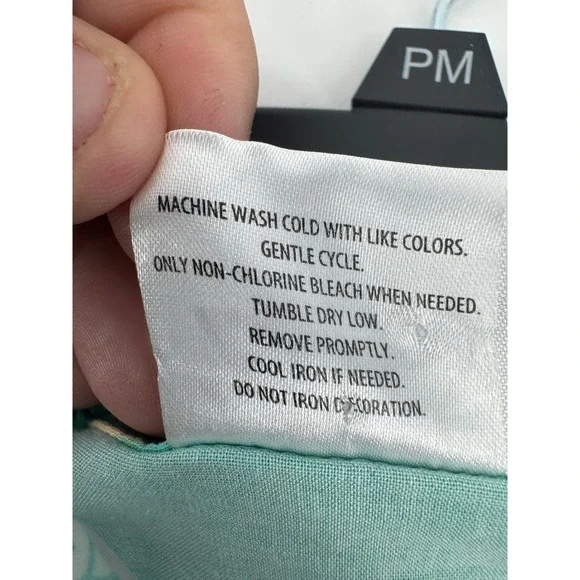 PM
MACHINE WASH COLD WITH LIKE COLORS.
GENTLE CYCLE.
ONLY NON-CHLORINE BLEACH WHEN NEEDED.
TUMBLE DRY LOW.
REMOVE PROMPTLY.
COOL IRON IF NEEDED.
DO NOT IRON DECORATION.